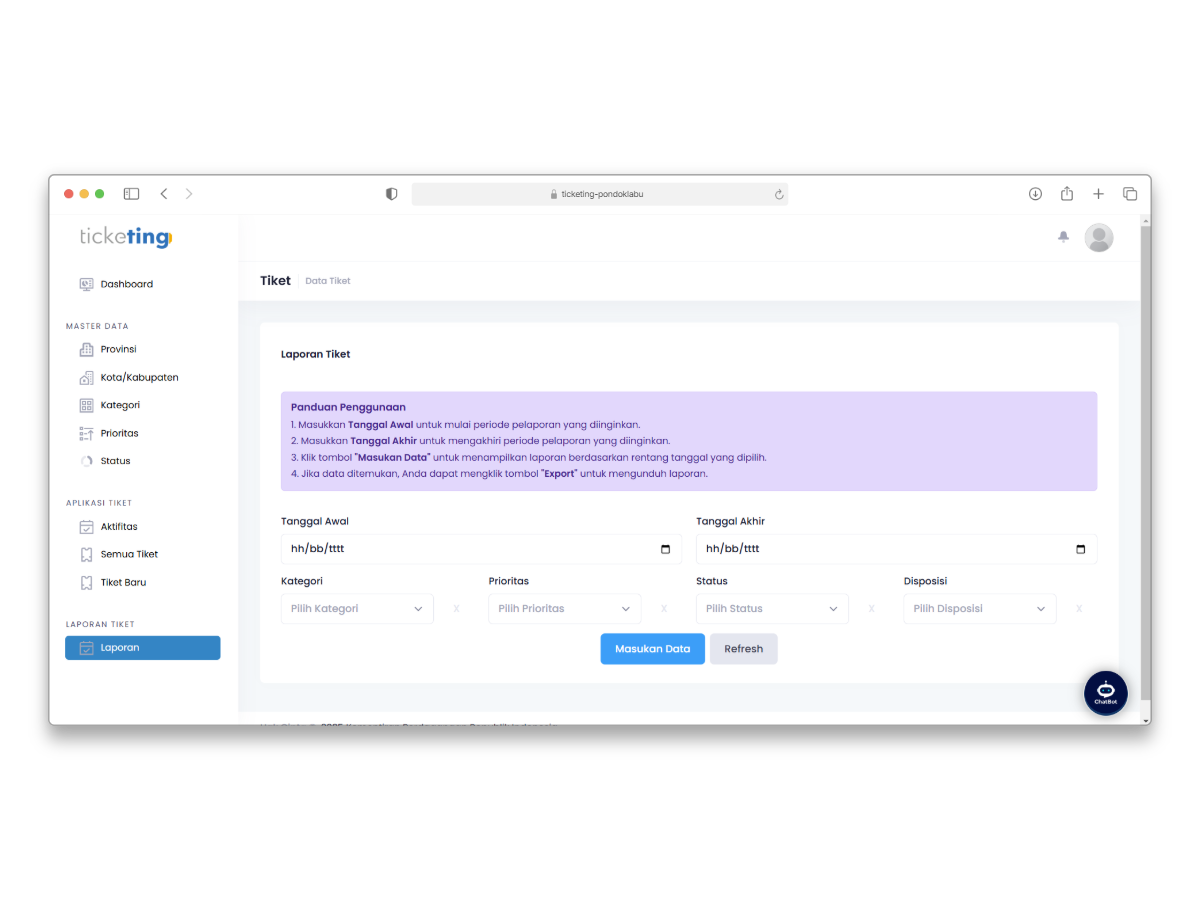 ticketing-pondoklabu
ticketing
Dashboard
MASTER DATA
Provinsi
Kota/Kabupaten
Kategori
Prioritas
Status
APLIKASI TIKET
Aktifitas
Semua Tiket
Tiket Baru
LAPORAN TIKET
Laporan
Tiket
Data Tiket
Laporan Tiket
Panduan Penggunaan
1. Masukkan Tanggal Awal untuk mulai periode pelaporan yang diinginkan.
2. Masukkan Tanggal Akhir untuk mengakhiri periode pelaporan yang diinginkan.
3. Klik tombol "Masukan Data" untuk menampilkan laporan berdasarkan rentang tanggal yang dipilih.
4. Jika data ditemukan, Anda dapat mengklik tombol "Export" untuk mengunduh laporan.
Tanggal Awal
Tanggal Akhir
hh/bb/tttt
hh/bb/tttt
Kategori
Prioritas
Status
Disposisi
Pilih Kategori
X
Pilih Prioritas
X
Pilih Status
X
Pilih Disposisi
X
Masukan Data
Refresh
ChatBot